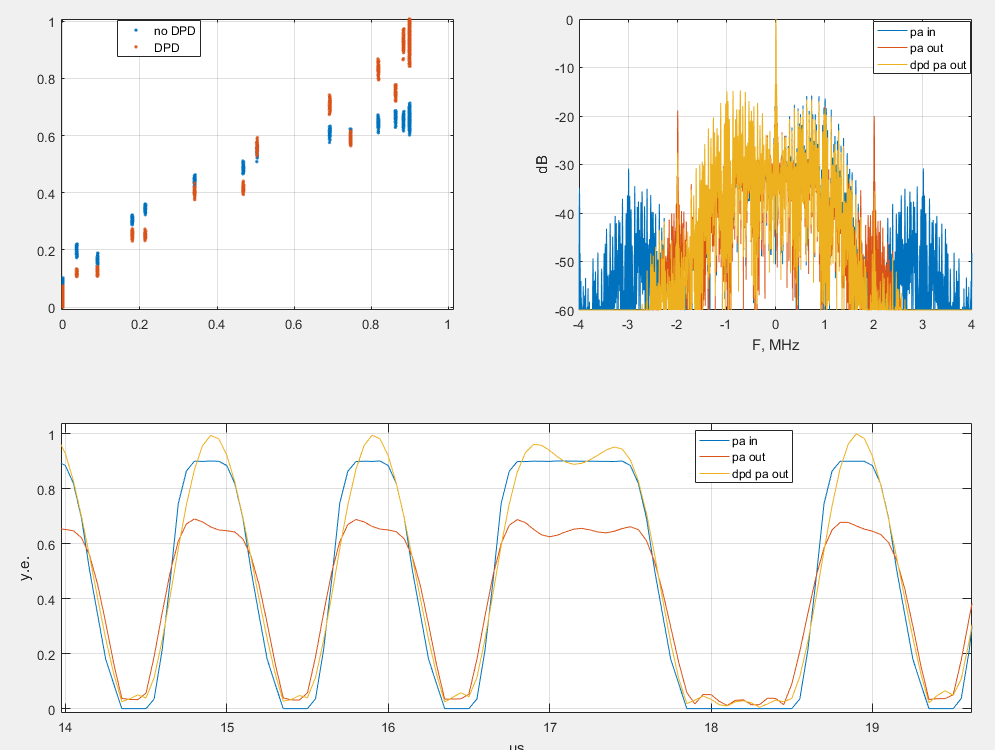 no DPD
DPD
1
0.8
0.6
0.4
0.2
0
0 0.2 0.4 0.6 0.8 1
pa in
pa out
dpd pa out
dB
0
-10
-20
-30
-40
-50
-60
-4 -3 -2 -1 0 1 2 3 4
F, MHz
pa in
pa out
dpd pa out
y.e.
1
0.8
0.6
0.4
0.2
0
14 15 16 17 18 19
us